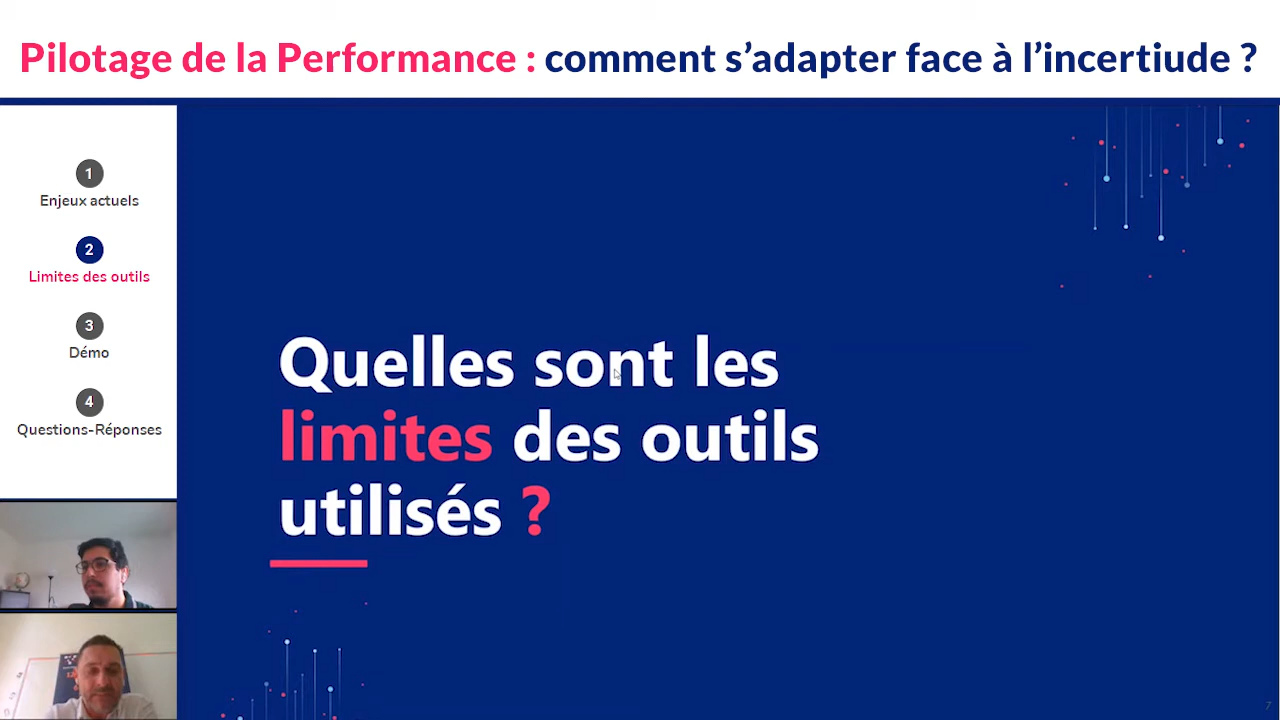 Pilotage de la Performance : comment s’adapter face à l’incertiude ?
1
Enjeux actuels
2
Limites des outils
3
Démo
4
Questions-Réponses
Quelles sont les
limites des outils
utilisés ?
7